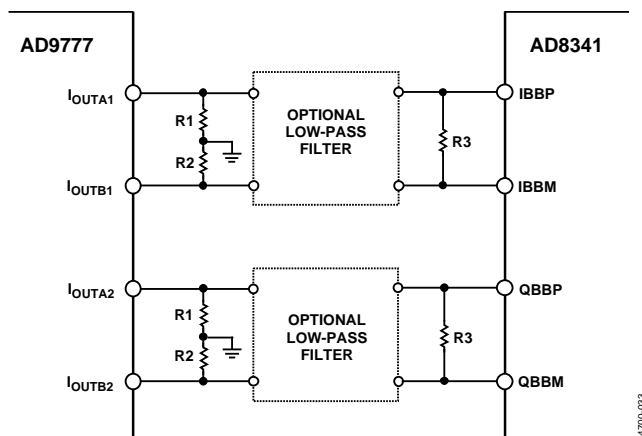 AD9777
AD8341
IOUTA1
R1
R2
IOUTB1
OPTIONAL
LOW-PASS
FILTER
R3
IBBP
IBBM
IOUTA2
R1
R2
IOUTB2
OPTIONAL
LOW-PASS
FILTER
R3
QBBP
QBBM